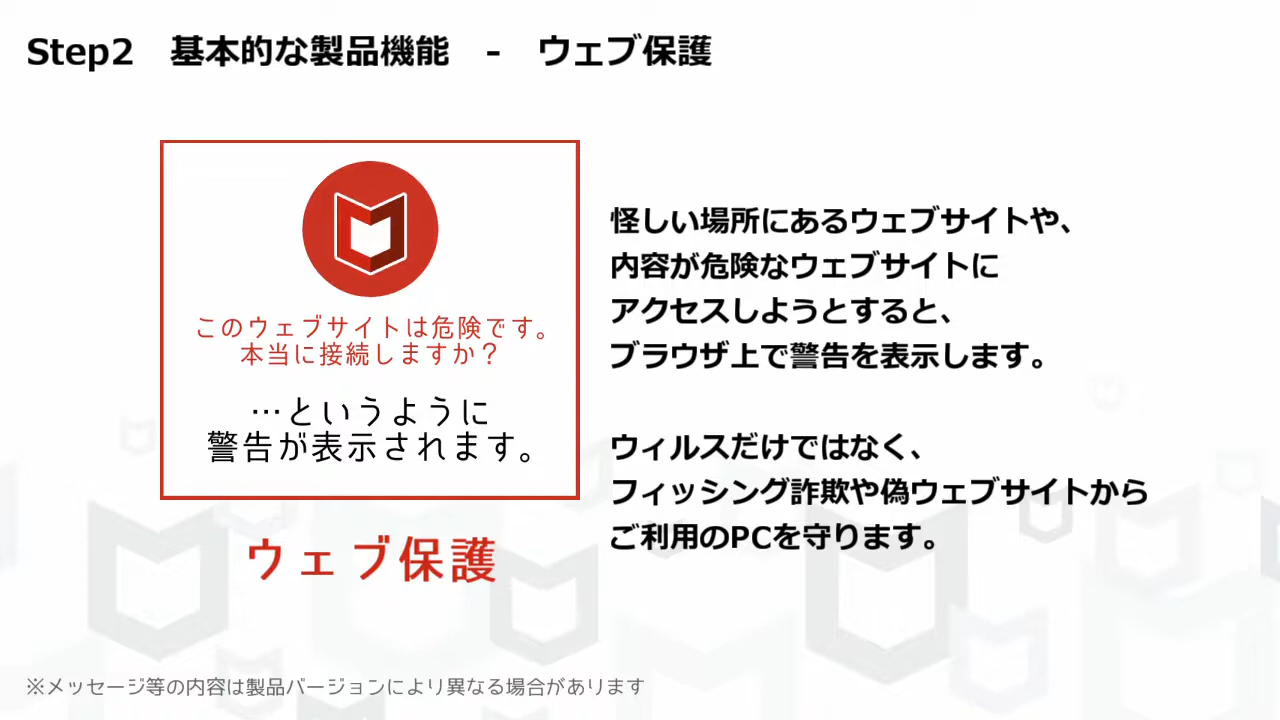 Step2　基本的な製品機能　-　ウェブ保護
このウェブサイトは危険です。
本当に接続しますか？
…というように
警告が表示されます。
ウェブ保護
怪しい場所にあるウェブサイトや、
内容が危険なウェブサイトに
アクセスしようとすると、
ブラウザ上で警告を表示します。
ウィルスだけではなく、
フィッシング詐欺や偽ウェブサイトから
ご利用のPCを守ります。
※メッセージ等の内容は製品バージョンにより異なる場合があります